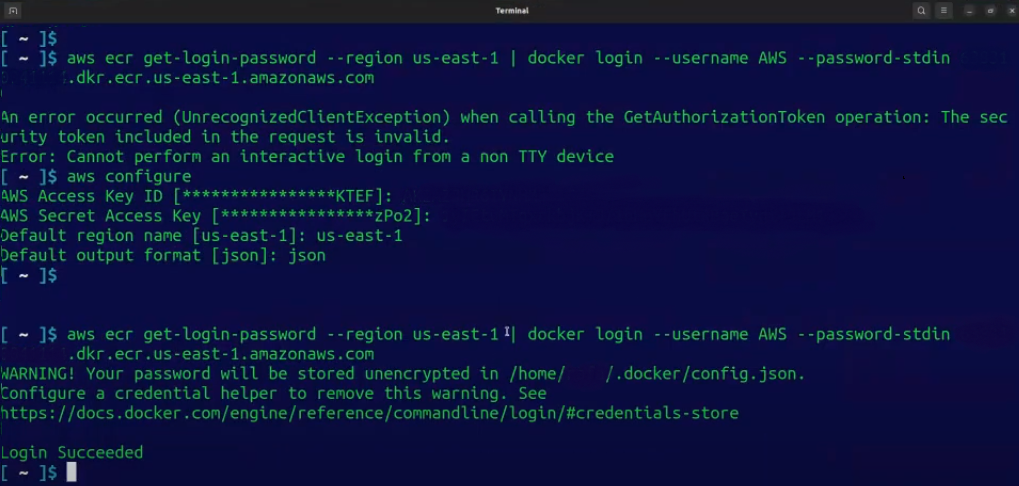 Terminal
[ ~ ]$
[ ~ ]$ aws ecr get-login-password --region us-east-1 | docker login --username AWS --password-stdin
.dkr.ecr.us-east-1.amazonaws.com
An error occurred (UnrecognizedClientException) when calling the GetAuthorizationToken operation: The sec
urity token included in the request is invalid.
Error: Cannot perform an interactive login from a non TTY device
[ ~ ]$ aws configure
AWS Access Key ID [****************KTEF]:
AWS Secret Access Key [****************zPo2]:
Default region name [us-east-1]: us-east-1
Default output format [json]: json
[ ~ ]$
[ ~ ]$ aws ecr get-login-password --region us-east-1 | docker login --username AWS --password-stdin
.dkr.ecr.us-east-1.amazonaws.com
WARNING! Your password will be stored unencrypted in /home/ /.docker/config.json.
Configure a credential helper to remove this warning. See
https://docs.docker.com/engine/reference/commandline/login/#credentials-store
Login Succeeded
[ ~ ]$